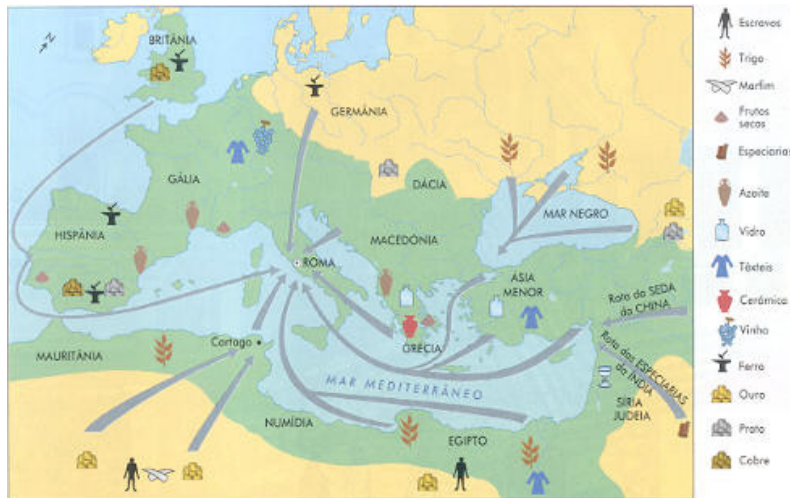 BRITÂNIA
GERMÂNIA
GÁLIA
DÁCIA
MAR NEGRO
HISPÂNIA
MACEDÓNIA
ROMA
ÁSIA
MENOR
Rota da SEDA
da CHINA
Cartago
GRÉCIA
MAURITÂNIA
Rota das ESPECIARIAS
da ÍNDIA
MAR MEDITERRÂNEO
SÍRIA
JUDEIA
NUMÍDIA
EGIPTO
N
Escravos
Trigo
Marfim
Frutos
secos
Especiarias
Azeite
Vidro
Têxteis
Cerâmica
Vinho
Ferro
Ouro
Prata
Cobre